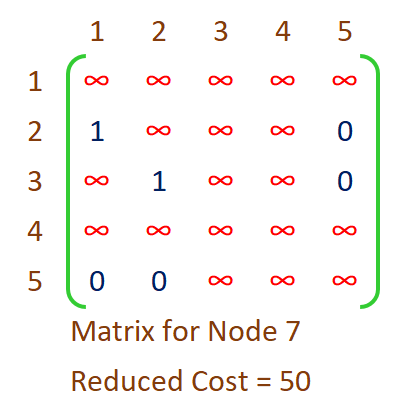 1 2 3 4 5
1 ∞ ∞ ∞ ∞ ∞
2 1 ∞ ∞ ∞ 0
3 ∞ 1 ∞ ∞ 0
4 ∞ ∞ ∞ ∞ ∞
5 0 0 ∞ ∞ ∞
Matrix for Node 7
Reduced Cost = 50